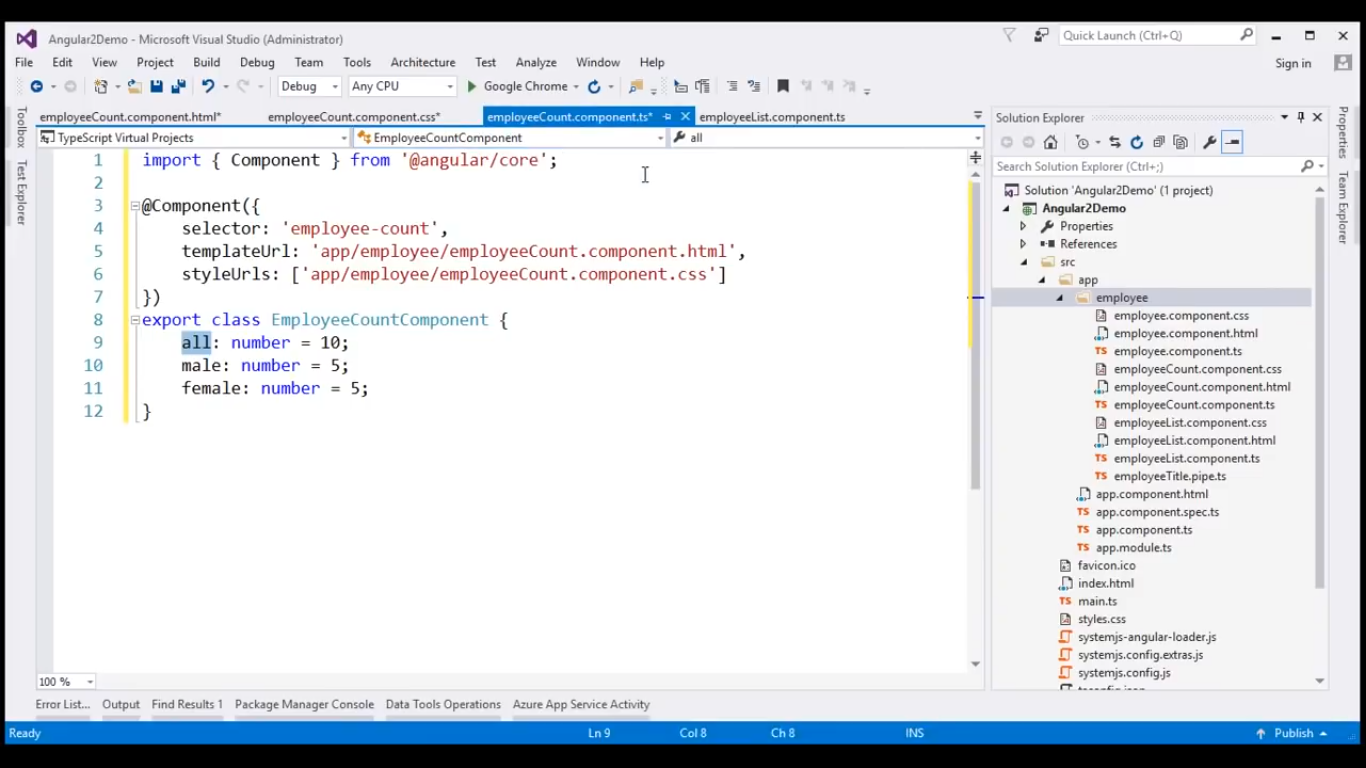 Angular2Demo - Microsoft Visual Studio (Administrator)
Quick Launch (Ctrl+Q)
File Edit View Project Build Debug Team Tools Architecture Test Analyze Window Help
Sign in
Debug Any CPU Google Chrome
employeeCount.component.html* employeeCount.component.css* employeeCount.component.ts* employeeList.component.ts
TypeScript Virtual Projects EmployeeCountComponent all
Toolbox
Test Explorer
1 import { Component } from '@angular/core';
2
3 @Component({
4 selector: 'employee-count',
5 templateUrl: 'app/employee/employeeCount.component.html',
6 styleUrls: ['app/employee/employeeCount.component.css']
7 })
8 export class EmployeeCountComponent {
9 all: number = 10;
10 male: number = 5;
11 female: number = 5;
12 }
100 %
Solution Explorer
Search Solution Explorer (Ctrl+;)
Solution 'Angular2Demo' (1 project)
Angular2Demo
Properties
References
src
app
employee
employee.component.css
employee.component.html
TS employee.component.ts
employeeCount.component.css
employeeCount.component.html
TS employeeCount.component.ts
employeeList.component.css
employeeList.component.html
TS employeeList.component.ts
TS employeeTitle.pipe.ts
app.component.html
TS app.component.spec.ts
TS app.component.ts
TS app.module.ts
favicon.ico
index.html
TS main.ts
styles.css
systemjs-angular-loader.js
systemjs.config.extras.js
systemjs.config.js
Properties
Team Explorer
Error List... Output Find Results 1 Package Manager Console Data Tools Operations Azure App Service Activity
Ready Ln 9 Col 8 Ch 8 INS Publish